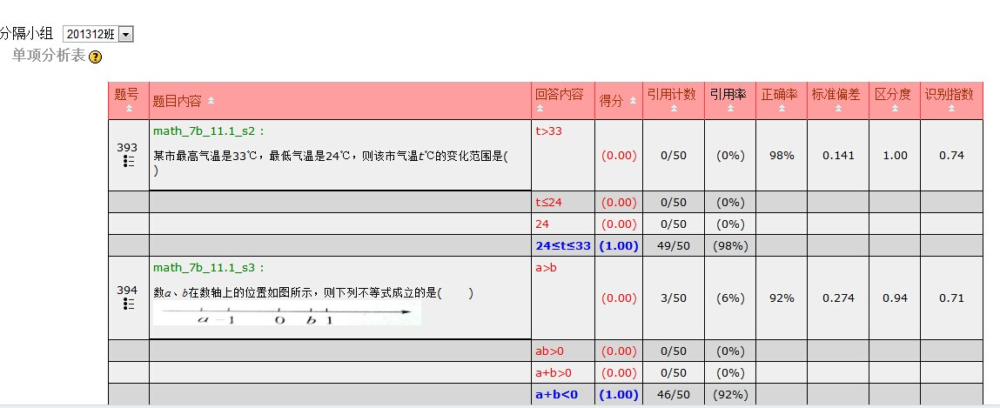 分隔小组 201312班
单项分析表 ?
题号 题目内容 回答内容 得分 引用计数 引用率 正确率 标准偏差 区分度 识别指数
393 math_7b_11.1_s2 : t>33 (0.00) 0/50 (0%) 98% 0.141 1.00 0.74
某市最高气温是33℃，最低气温是24℃，则该市气温t℃的变化范围是(
)
t≤24 (0.00) 0/50 (0%)
24 (0.00) 0/50 (0%)
24≤t≤33 (1.00) 49/50 (98%)
394 math_7b_11.1_s3 : a>b (0.00) 3/50 (6%) 92% 0.274 0.94 0.71
数a、b在数轴上的位置如图所示，则下列不等式成立的是( )
a -1 0 b 1
ab>0 (0.00) 0/50 (0%)
a+b>0 (0.00) 0/50 (0%)
a+b<0 (1.00) 46/50 (92%)